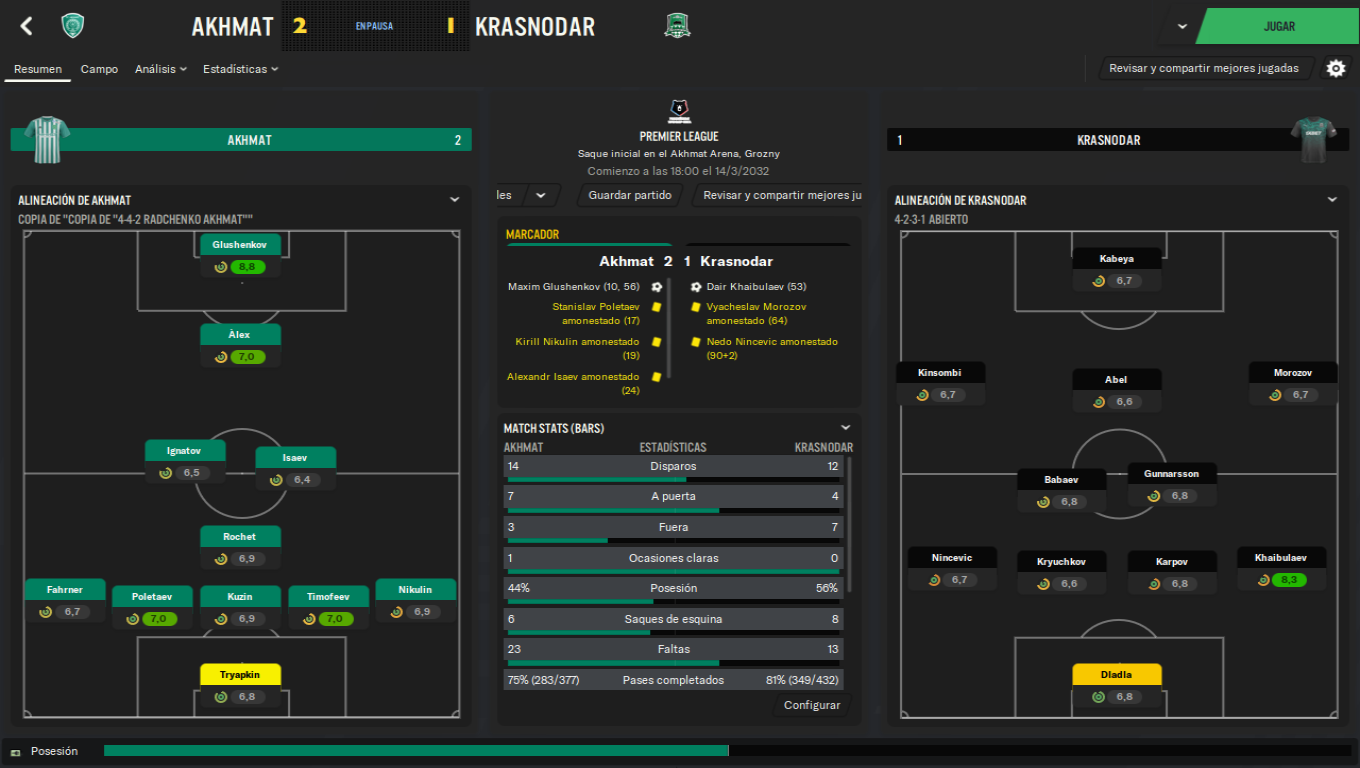 AKHMAT 2 EN PAUSA 1 KRASNODAR
JUGAR
Resumen Campo Análisis Estadísticas
Revisar y compartir mejores jugadas
AKHMAT 2
PREMIER LEAGUE
Saque inicial en el Akhmat Arena, Grozny
Comienzo a las 18:00 el 14/3/2032
1 KRASNODAR
les Guardar partido Revisar y compartir mejores ju
ALINEACIÓN DE AKHMAT
COPIA DE "COPIA DE "4-4-2 RADCHENKO AKHMAT""
Glushenkov
8,8
Àlex
7,0
Ignatov
6,5
Isaev
6,4
Rochet
6,9
Fahrner
6,7
Poletaev
7,0
Kuzin
6,9
Timofeev
7,0
Nikulin
6,9
Tryapkin
6,8
MARCADOR
Akhmat 2 1 Krasnodar
Maxim Glushenkov (10, 56)
Stanislav Poletaev
amonestado (17)
Kirill Nikulin amonestado
(19)
Alexandr Isaev amonestado
(24)
Dair Khaibulaev (53)
Vyacheslav Morozov
amonestado (64)
Nedo Nincevic amonestado
(90+2)
MATCH STATS (BARS)
AKHMAT ESTADÍSTICAS KRASNODAR
14 Disparos 12
7 A puerta 4
3 Fuera 7
1 Ocasiones claras 0
44% Posesión 56%
6 Saques de esquina 8
23 Faltas 13
75% (283/377) Pases completados 81% (349/432)
Configurar
ALINEACIÓN DE KRASNODAR
4-2-3-1 ABIERTO
Kabeya
6,7
Kinsombi
6,7
Abel
6,6
Morozov
6,7
Babaev
6,8
Gunnarsson
6,8
Nincevic
6,7
Kryuchkov
6,6
Karpov
6,8
Khaibulaev
8,3
Dladla
6,8
Posesión